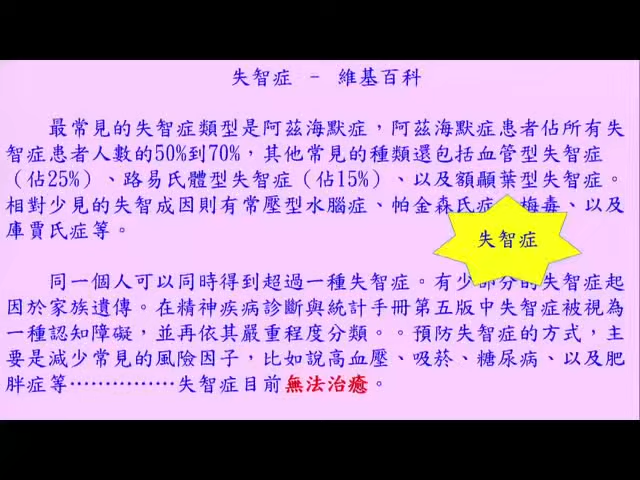 失智症 - 維基百科
最常見的失智症類型是阿茲海默症，阿茲海默症患者佔所有失
智症患者人數的50%到70%，其他常見的種類還包括血管型失智症
（佔25%）、路易氏體型失智症（佔15%）、以及額顳葉型失智症。
相對少見的失智成因則有常壓型水腦症、帕金森氏症、梅毒、以及
庫賈氏症等。
失智症
同一個人可以同時得到超過一種失智症。有少部分的失智症起
因於家族遺傳。在精神疾病診斷與統計手冊第五版中失智症被視為
一種認知障礙，並再依其嚴重程度分類。。預防失智症的方式，主
要是減少常見的風險因子，比如說高血壓、吸菸、糖尿病、以及肥
胖症等……………失智症目前無法治癒。